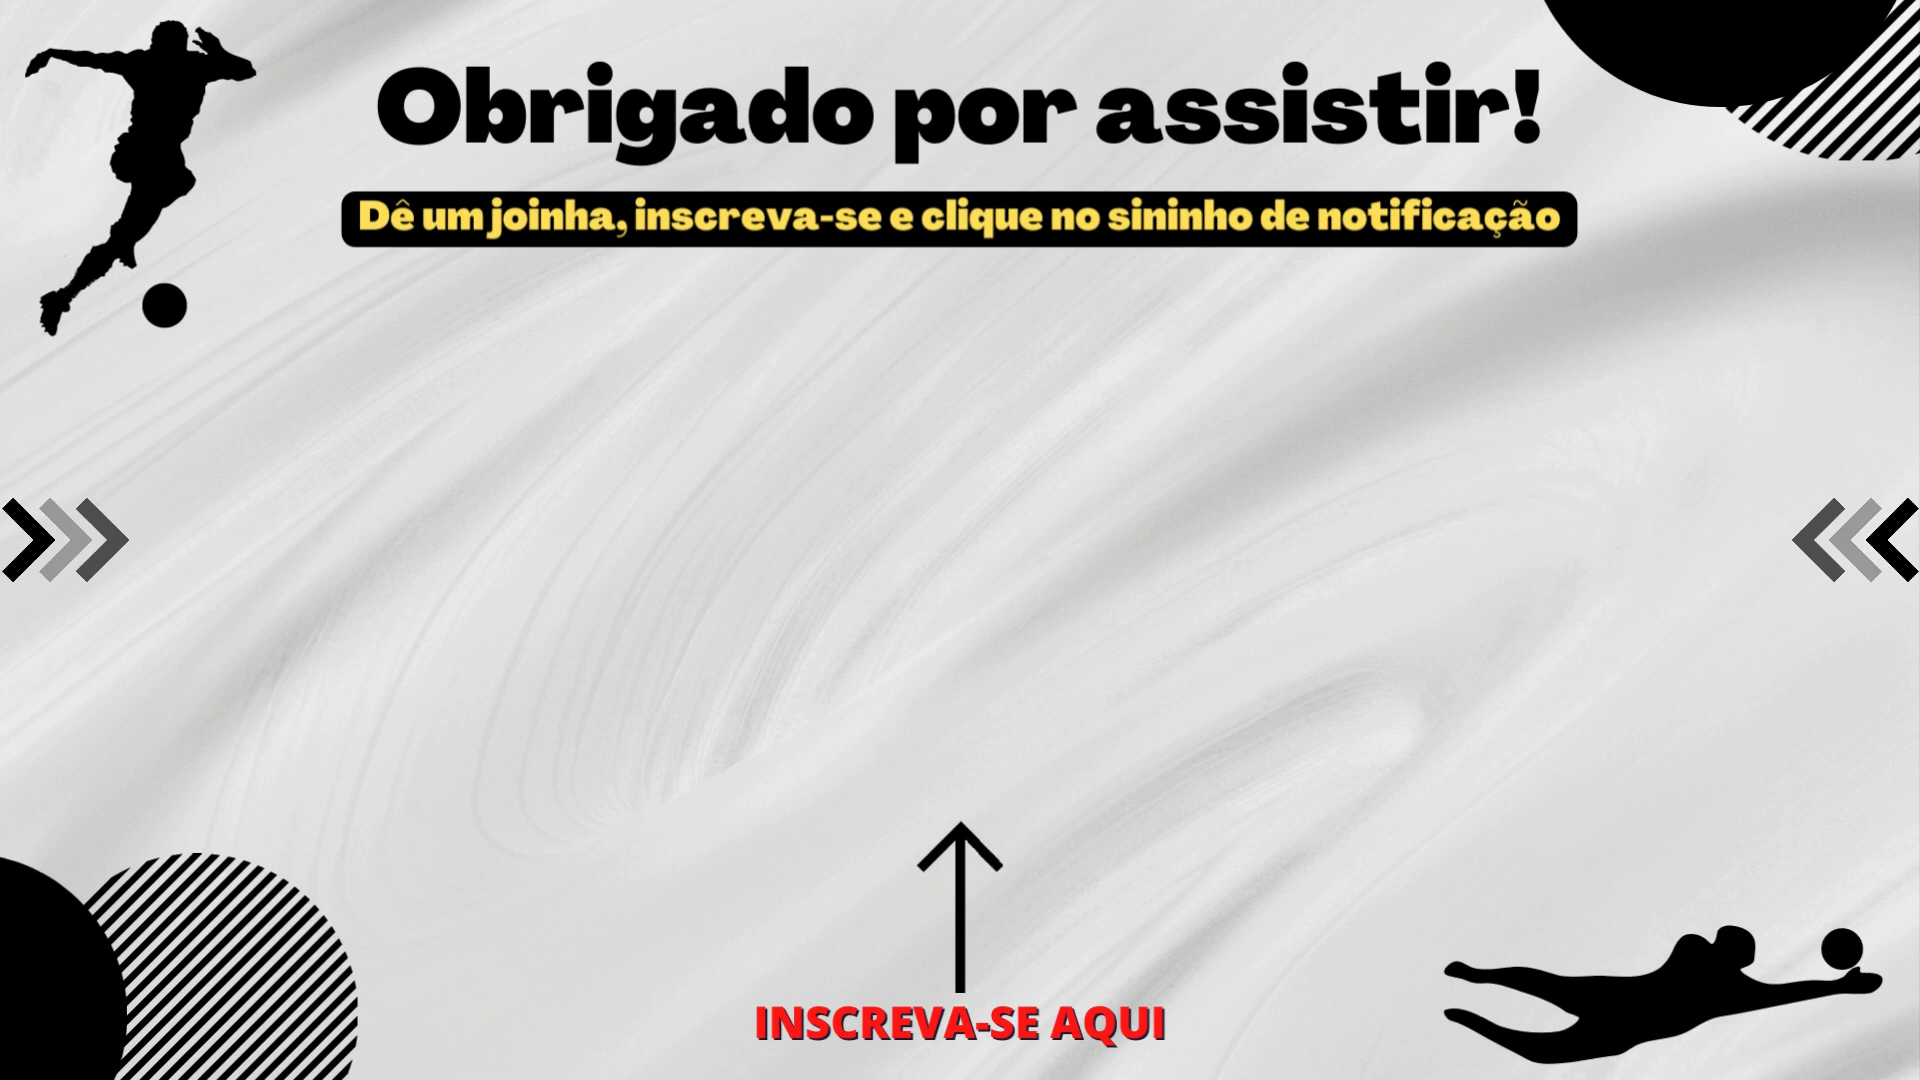 Obrigado por assistir!
Dê um joinha, inscreva-se e clique no sininho de notificação
INSCREVA-SE AQUI